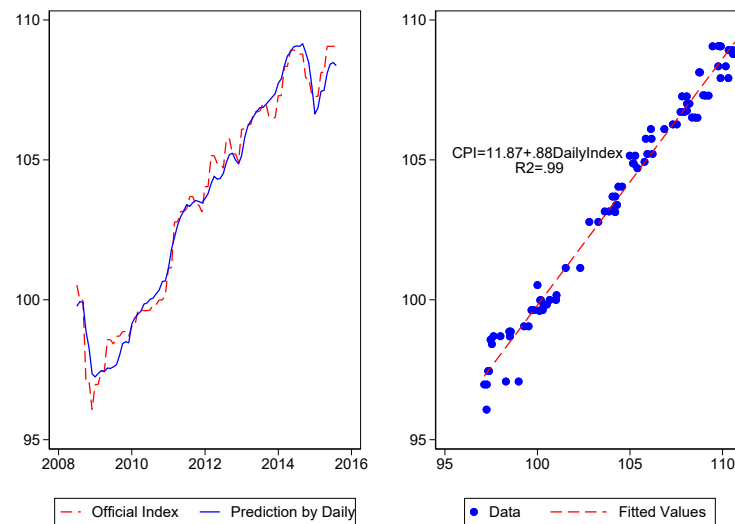 110
105
100
95
2008 2010 2012 2014 2016
Official Index Prediction by Daily
110
105
100
95
CPI=11.87+.88DailyIndex
R2=.99
95 100 105 110
Data Fitted Values